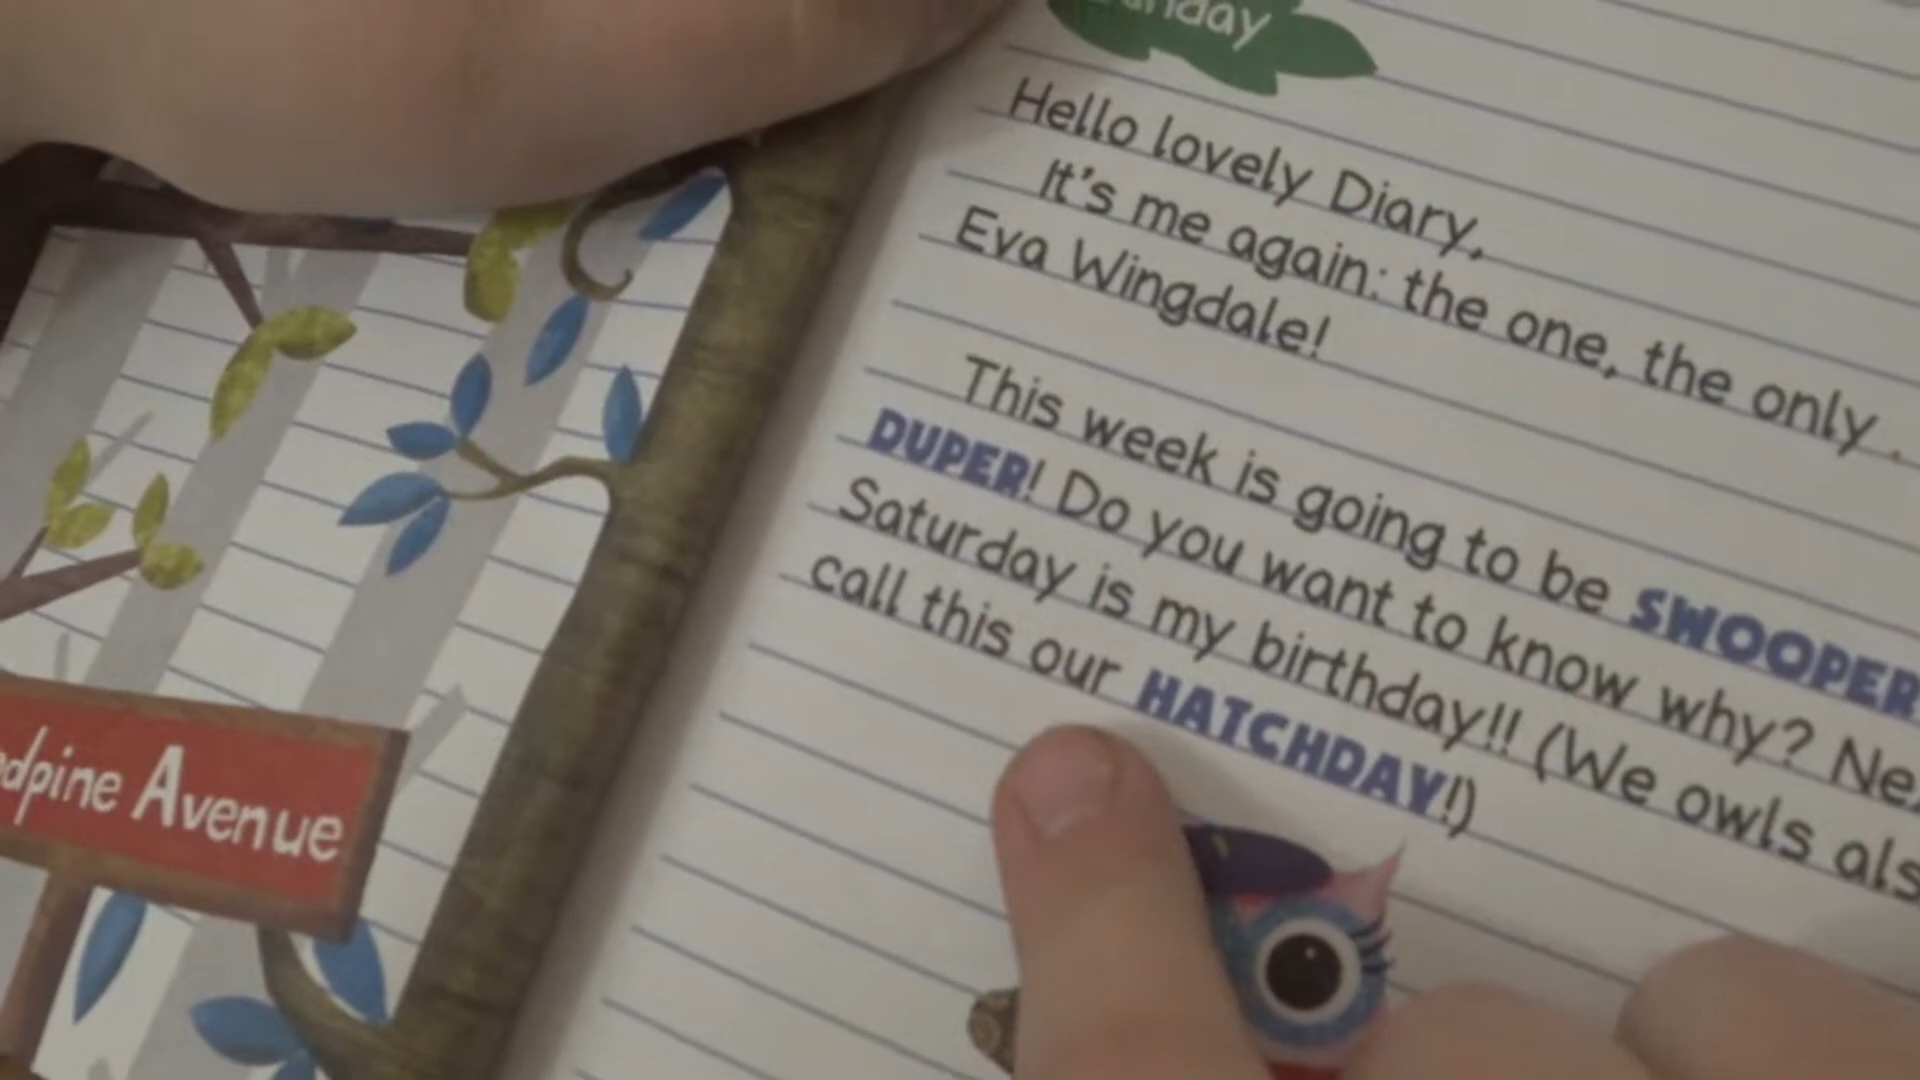 Hello lovely Diary,
It's me again: the one, the only .
Eva Wingdale!
This week is going to be SWOOPER
DUPER! Do you want to know why?
Saturday is my birthday!! (We owls
call this our HATCHDAY!)
Avenue